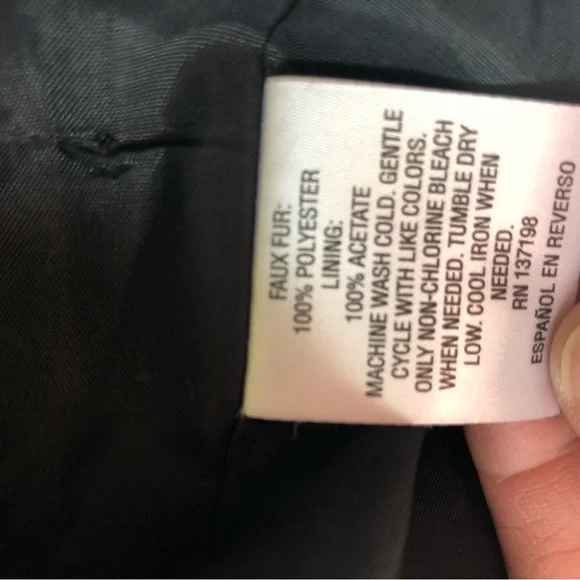 FAUX FUR:
100% POLYESTER
LINING:
100% ACETATE
MACHINE WASH COLD. GENTLE
CYCLE WITH LIKE COLORS.
ONLY NON-CHLORINE BLEACH
WHEN NEEDED. TUMBLE DRY
LOW. COOL IRON WHEN
NEEDED.
RN 137198
ESPAÑOL EN REVERSO